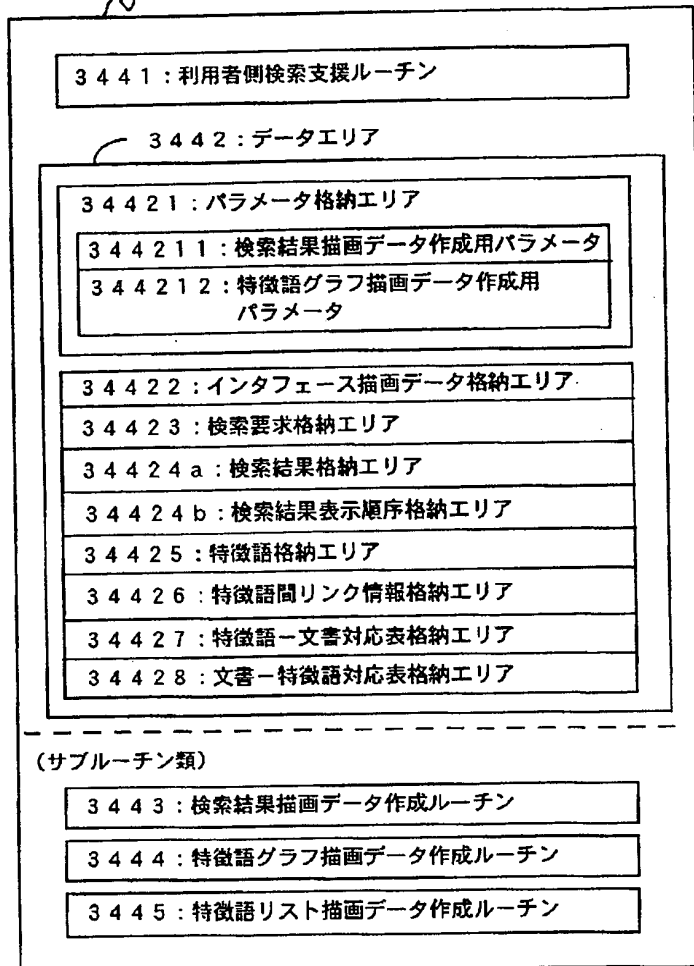 3441：利用者側検索支援ルーチン
3442：データエリア
34421：パラメータ格納エリア
344211：検索結果描画データ作成用パラメータ
344212：特徴語グラフ描画データ作成用
パラメータ
34422：インタフェース描画データ格納エリア
34423：検索要求格納エリア
34424a：検索結果格納エリア
34424b：検索結果表示順序格納エリア
34425：特徴語格納エリア
34426：特徴語間リンク情報格納エリア
34427：特徴語－文書対応表格納エリア
34428：文書－特徴語対応表格納エリア
（サブルーチン類）
3443：検索結果描画データ作成ルーチン
3444：特徴語グラフ描画データ作成ルーチン
3445：特徴語リスト描画データ作成ルーチン